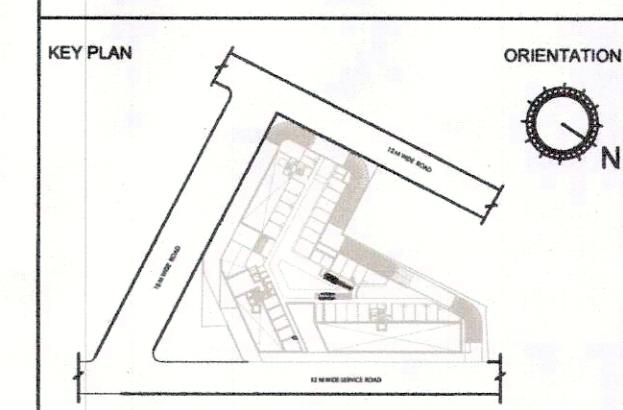 KEY PLAN
ORIENTATION
N
12 M WIDE ROAD
18 M WIDE ROAD
12 M WIDE SERVICE ROAD